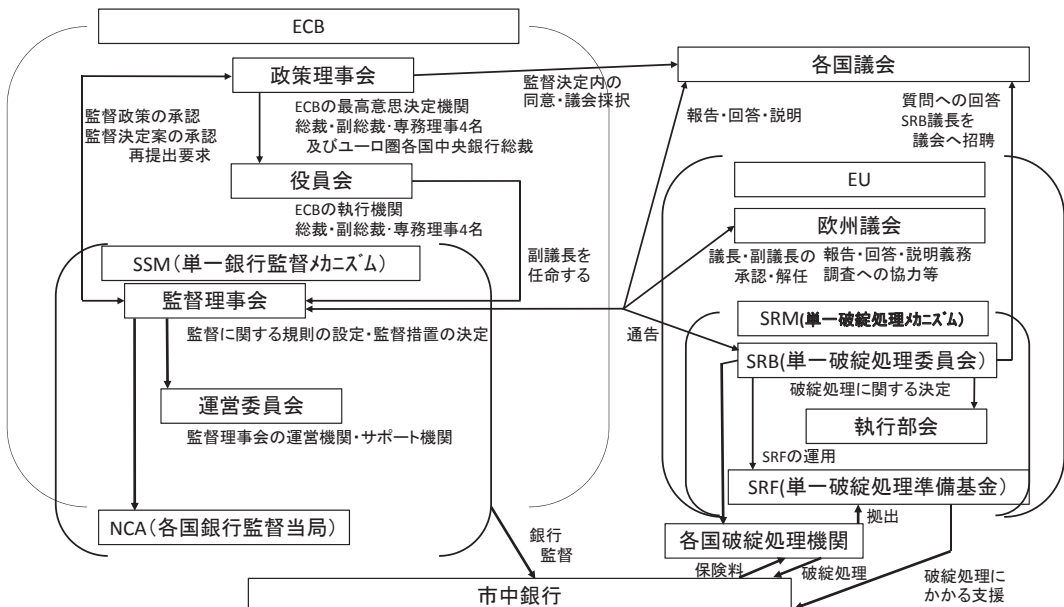 ECB
政策理事会
ECBの最高意思決定機関
総裁・副総裁・専務理事4名
及びユーロ圏各国中央銀行総裁
監督政策の承認
監督決定案の承認
再提出要求
役員会
ECBの執行機関
総裁・副総裁・専務理事4名
SSM(単一銀行監督ﾒｶﾆｽﾞﾑ)
副議長を
任命する
監督理事会
監督に関する規則の設定・監督措置の決定
運営委員会
監督理事会の運営機関・サポート機関
NCA(各国銀行監督当局)
銀行
監督
監督決定内の
同意・議会採択
各国議会
報告・回答・説明
質問への回答
SRB議長を
議会へ招聘
EU
欧州議会
議長・副議長の
承認・解任
報告・回答・説明義務
調査への協力等
通告
SRM(単一破綻処理ﾒｶﾆｽﾞﾑ)
SRB(単一破綻処理委員会)
破綻処理に関する決定
執行部会
SRFの運用
SRF(単一破綻処理準備基金)
拠出
各国破綻処理機関
保険料
破綻処理
破綻処理に
かかる支援
市中銀行